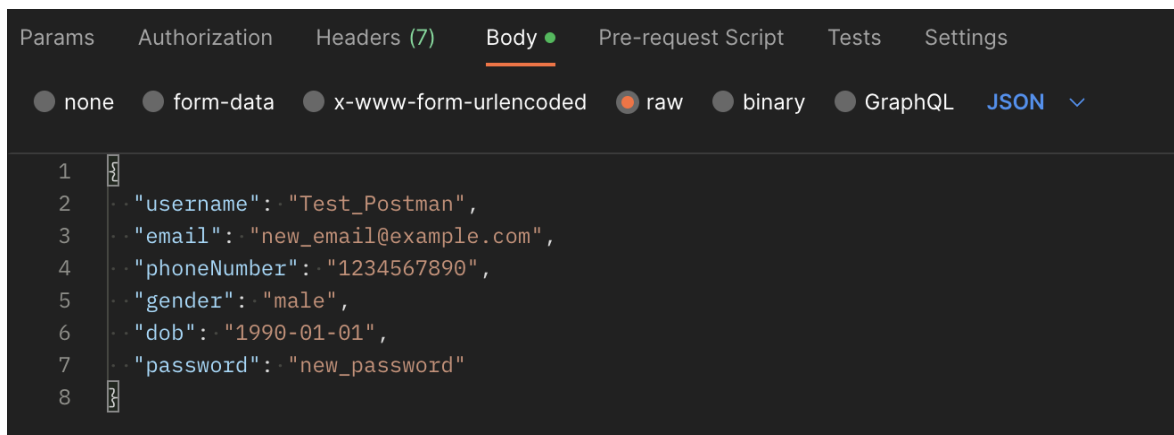 Params Authorization Headers (7) Body Pre-request Script Tests Settings
none form-data x-www-form-urlencoded raw binary GraphQL JSON
1 {
2 "username": "Test_Postman",
3 "email": "new_email@example.com",
4 "phoneNumber": "1234567890",
5 "gender": "male",
6 "dob": "1990-01-01",
7 "password": "new_password"
8 }